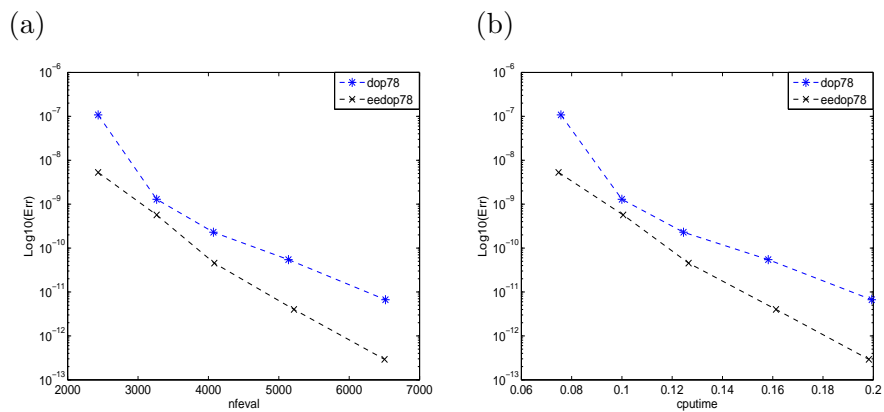 (a)
10^-6
10^-7
10^-8
10^-9
10^-10
10^-11
10^-12
10^-13
Log10(Err)
2000 3000 4000 5000 6000 7000
nfeval
dop78
eedop78
(b)
10^-6
10^-7
10^-8
10^-9
10^-10
10^-11
10^-12
10^-13
Log10(Err)
0.06 0.08 0.1 0.12 0.14 0.16 0.18 0.2
cputime
dop78
eedop78